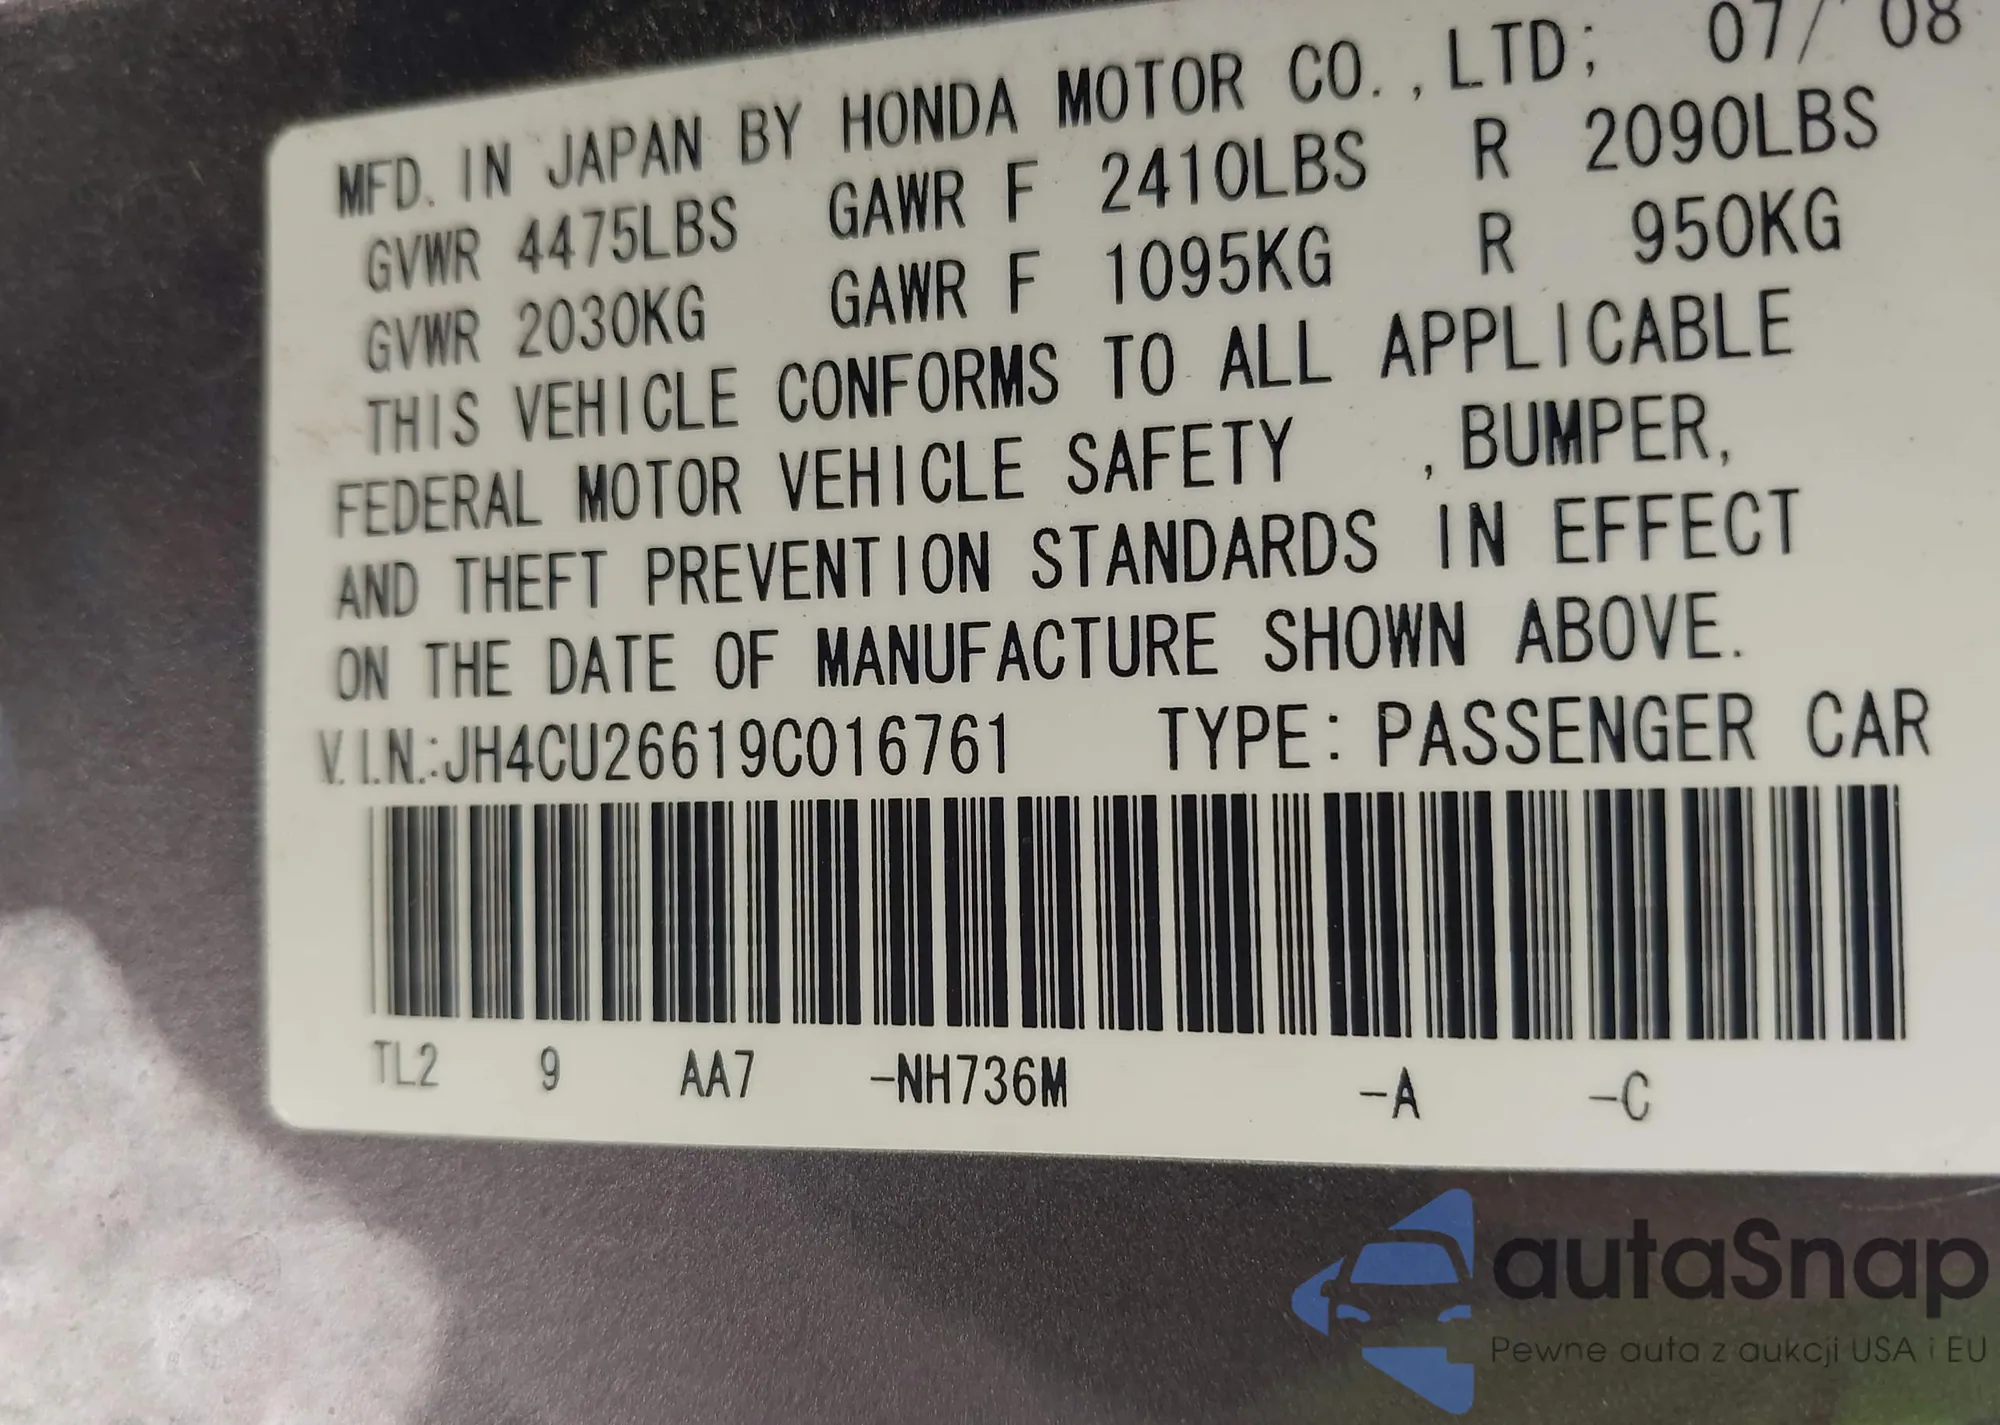 MFD. IN JAPAN BY HONDA MOTOR CO.,LTD; 07/ 08
GVWR 4475LBS GAWR F 2410LBS R 2090LBS
GVWR 2030KG GAWR F 1095KG R 950KG
THIS VEHICLE CONFORMS TO ALL APPLICABLE
FEDERAL MOTOR VEHICLE SAFETY , BUMPER,
AND THEFT PREVENTION STANDARDS IN EFFECT
ON THE DATE OF MANUFACTURE SHOWN ABOVE.
V.I.N.:JH4CU26619C016761 TYPE: PASSENGER CAR
TL2 9 AA7 -NH736M -A -C
autaSnap
Pewne auta z aukcji USA i EU